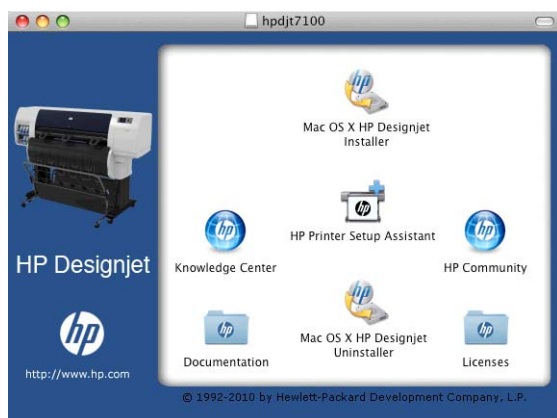 hpdjt7100
Mac OS X HP Designjet
Installer
HP Printer Setup Assistant
Knowledge Center
HP Community
HP Designjet
Mac OS X HP Designjet
Uninstaller
Documentation
Licenses
hp
http://www.hp.com
© 1992-2010 by Hewlett-Packard Development Company, L.P.